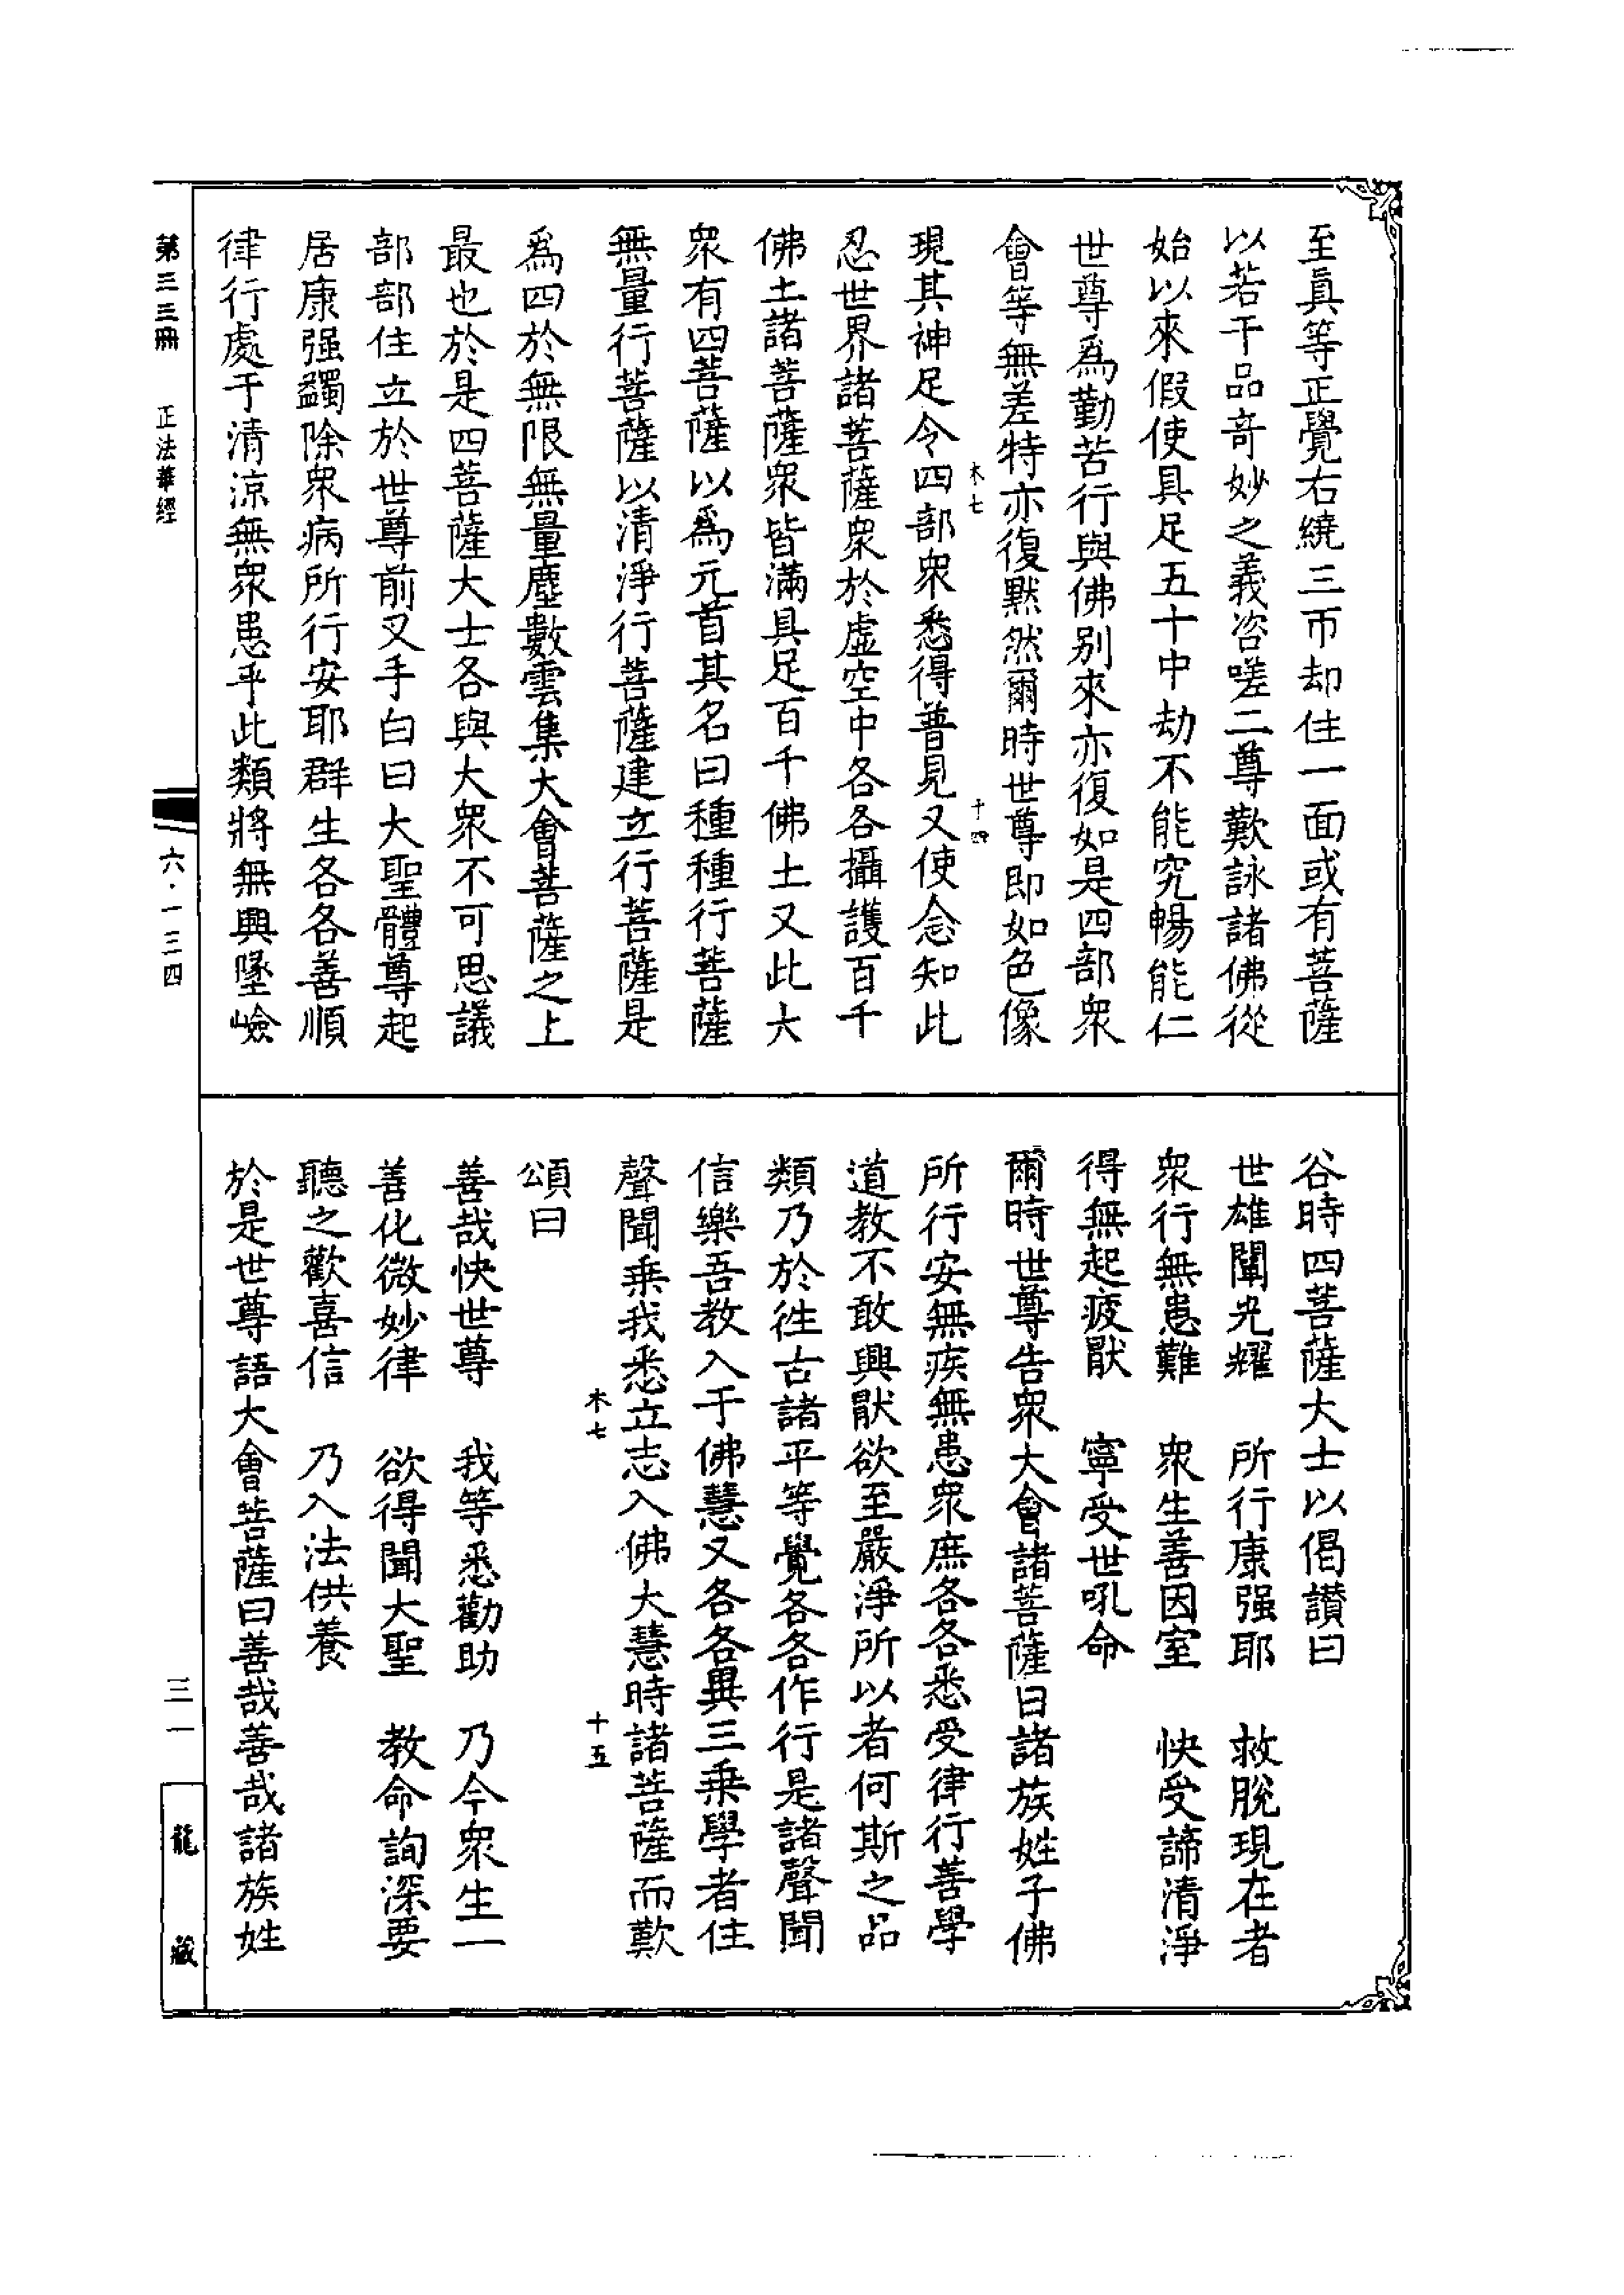 至眞等正覺右繞三帀却住一面或有菩薩
以若干品奇妙之義咨嗟二尊歎詠諸佛從
始以來假使具足五十中劫不能究暢能仁
世尊爲勤苦行與佛別來亦復如是四部衆
會等無差特亦復默然爾時世尊即如色像
木七
十四
現其神足令四部衆悉得普見又使念知此
忍世界諸菩薩衆於虛空中各各攝護百千
佛土諸菩薩衆皆滿具足百千佛土又此大
衆有四菩薩以爲元首其名曰種種行菩薩
無量行菩薩以清淨行菩薩建立行菩薩是
爲四於無限無量塵數雲集大會菩薩之上
最也於是四菩薩大士各與大衆不可思議
部部住立於世尊前叉手白曰大聖體尊起
居康强蠲除衆病所行安耶群生各各善順
律行處于清涼無衆患乎此類將無興墜嶮
谷時四菩薩大士以偈讃曰
世雄闡光耀　所行康强耶　救脫現在者
衆行無患難　衆生善因室　快受諦清淨
得無起疲厭　寧受世吼命
爾時世尊告衆大會諸菩薩曰諸族姓子佛
所行安無疾無患衆庶各各悉受律行善學
道教不敢興厭欲至嚴淨所以者何斯之品
類乃於徃古諸平等覺各各作行是諸聲聞
信樂吾教入于佛慧又各各異三乗學者住
聲聞乗我悉立志入佛大慧時諸菩薩而歎
木七
十五
頌曰
善哉快世尊　我等悉勸助　乃今衆生一
善化微妙律　欲得聞大聖　教命詢深要
聽之歡喜信　乃入法供養
於是世尊語大會菩薩曰善哉善哉諸族姓
第三三冊　正法華經
六·一三四
三一
龍藏